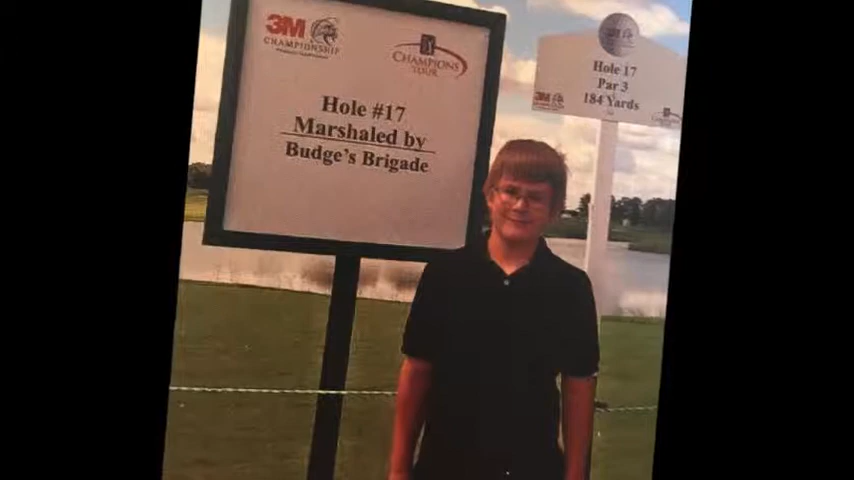 3M
CHAMPIONSHIP
CHAMPIONS
TOUR
Hole #17
Marshaled by
Budge's Brigade
Hole 17
Par 3
184 Yards
3M